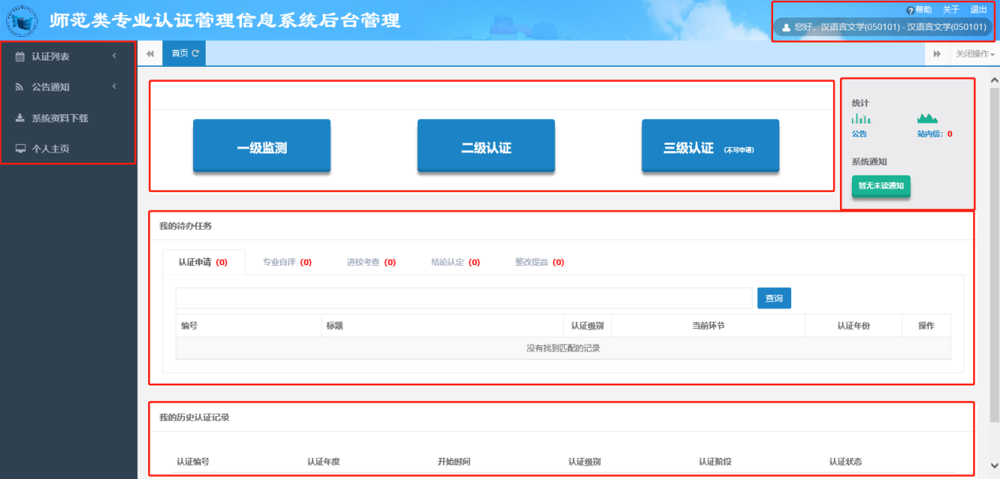 师范类专业认证管理信息系统后台管理
帮助 关于 退出
您好，汉语言文学(050101) - 汉语言文学(050101)
认证列表
公告通知
系统资料下载
个人主页
首页
关闭操作
一级监测
二级认证
三级认证 (不可申请)
统计
公告
站内信: 0
系统通知
暂无未读通知
我的待办任务
认证申请 (0) 专业自评 (0) 进校考查 (0) 结论认定 (0) 整改提高 (0)
查询
编号 标题 认证级别 当前环节 认证年份 操作
没有找到匹配的记录
我的历史认证记录
认证编号 认证年度 开始时间 认证级别 认证阶段 认证状态